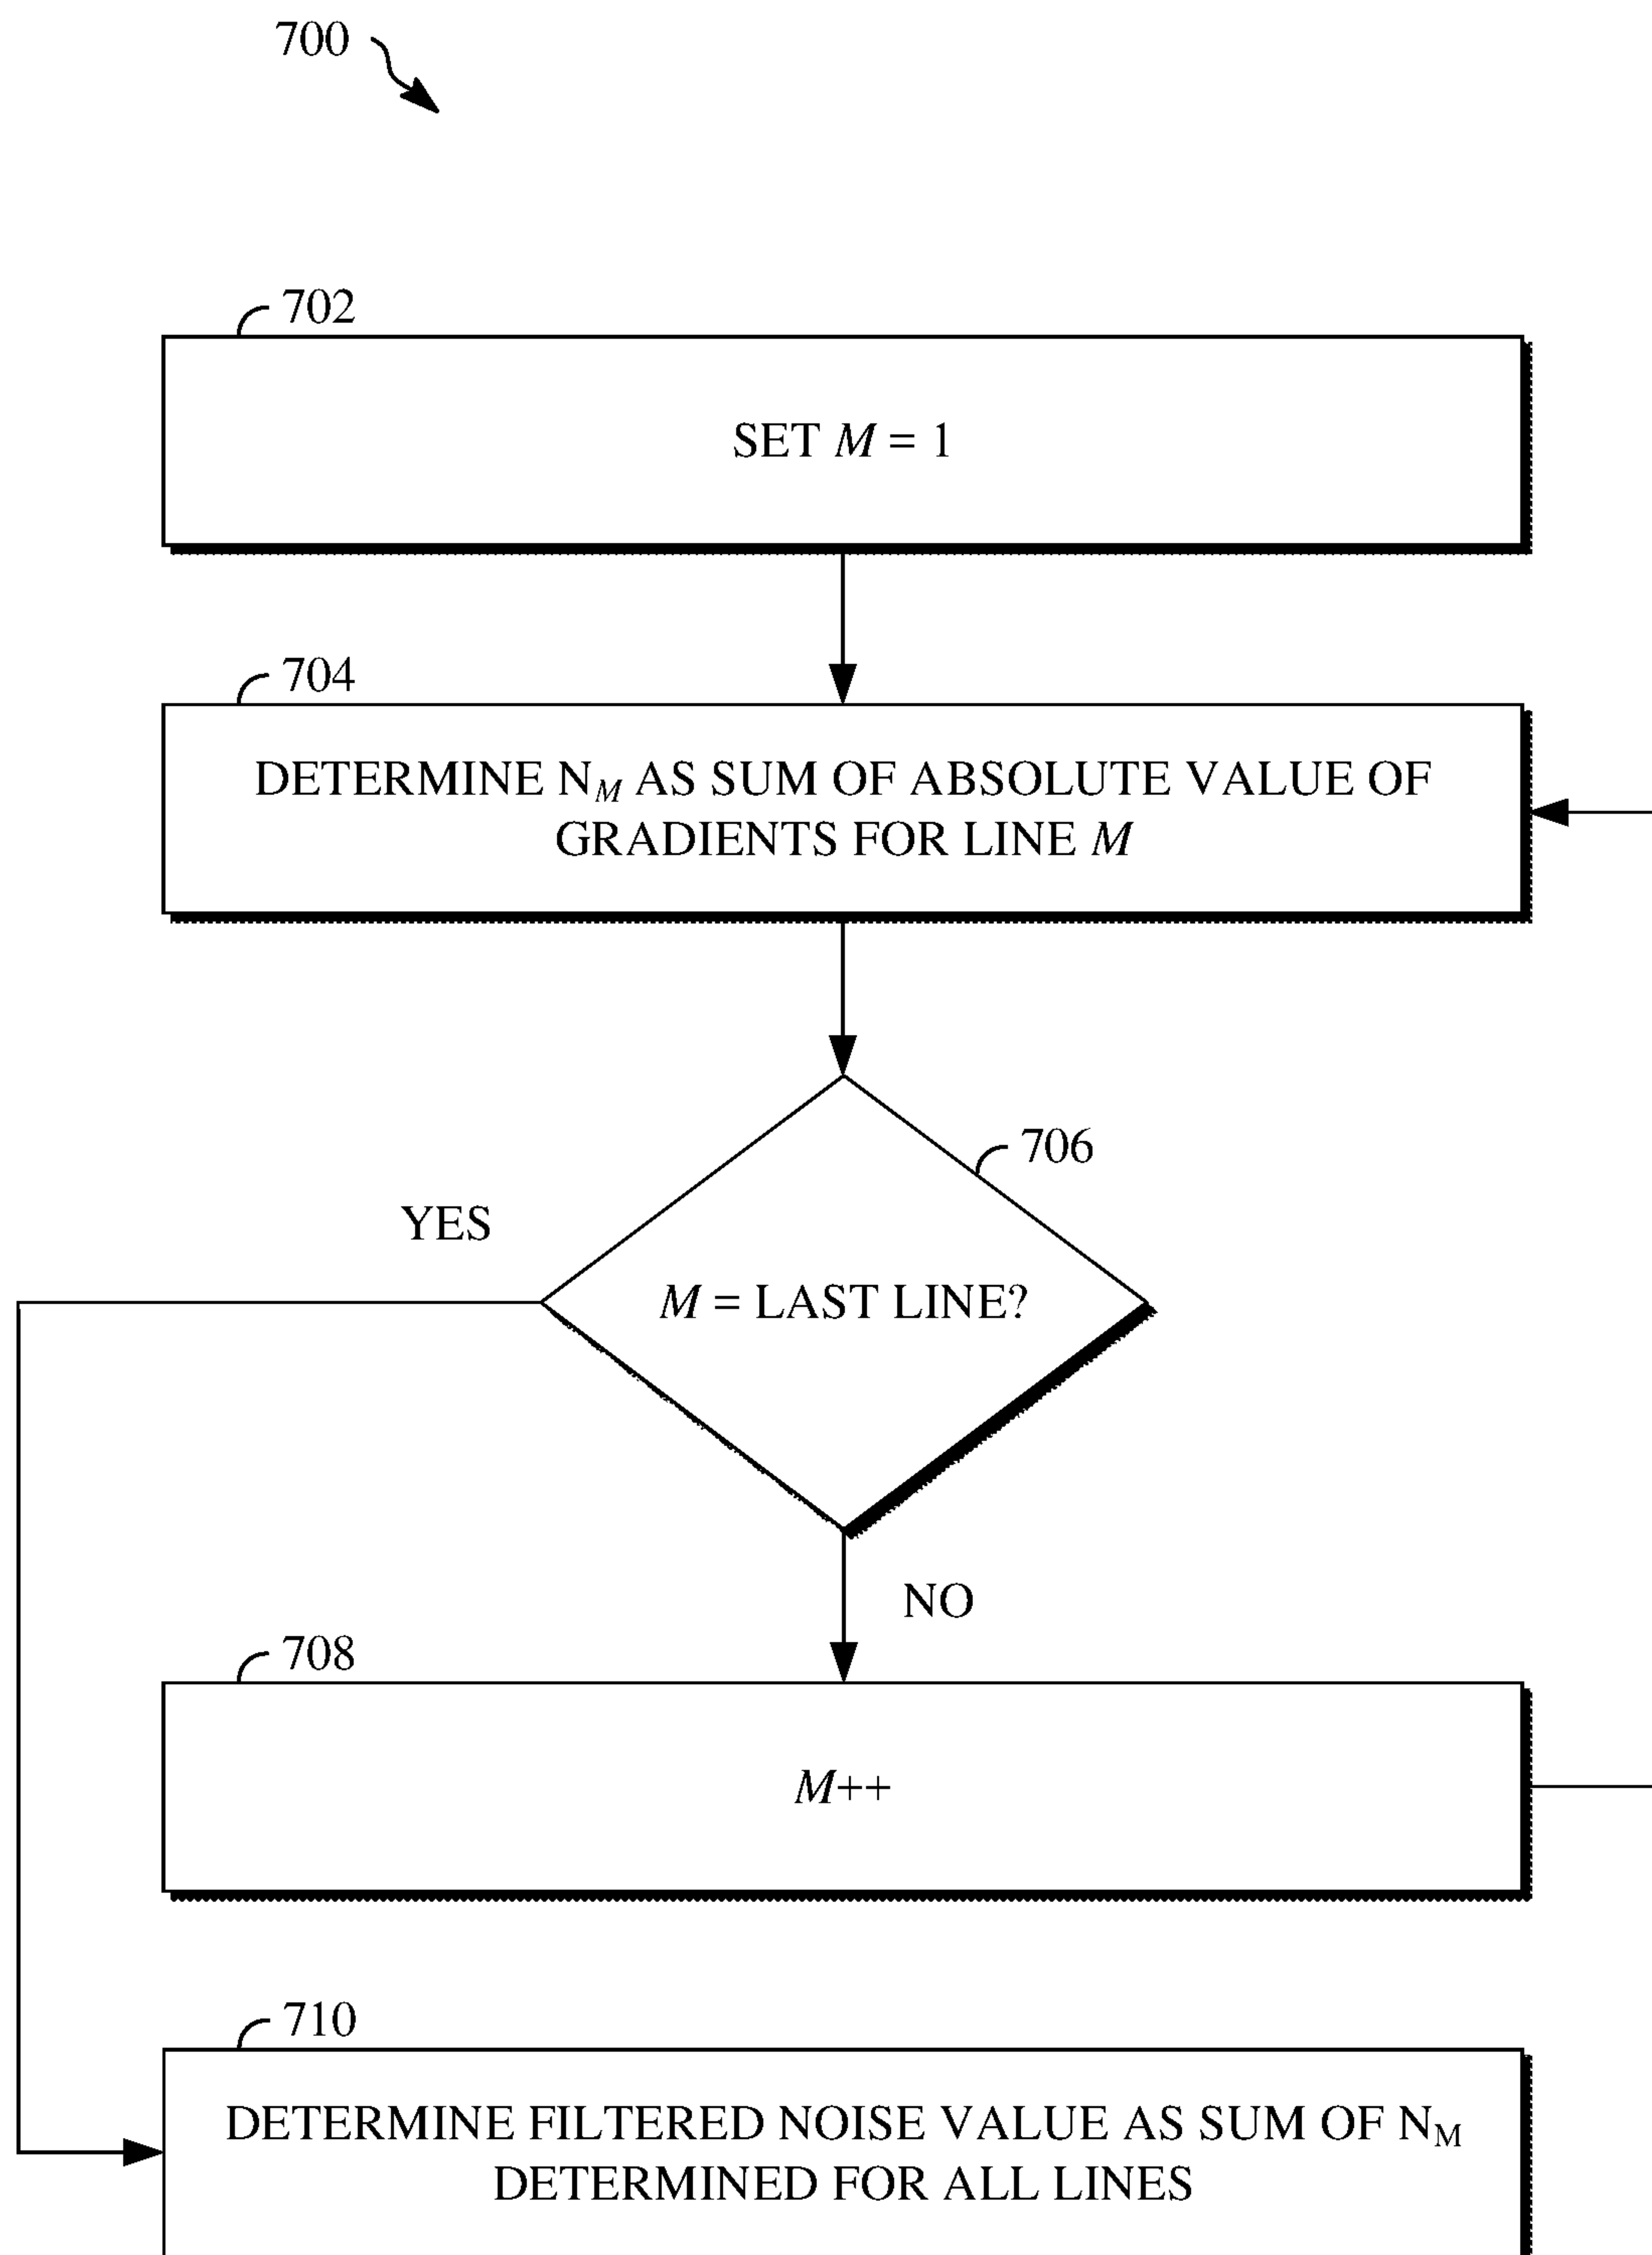 700
702
SET M = 1
704
DETERMINE N_M AS SUM OF ABSOLUTE VALUE OF
GRADIENTS FOR LINE M
706
YES
M = LAST LINE?
NO
708
M++
710
DETERMINE FILTERED NOISE VALUE AS SUM OF N_M
DETERMINED FOR ALL LINES